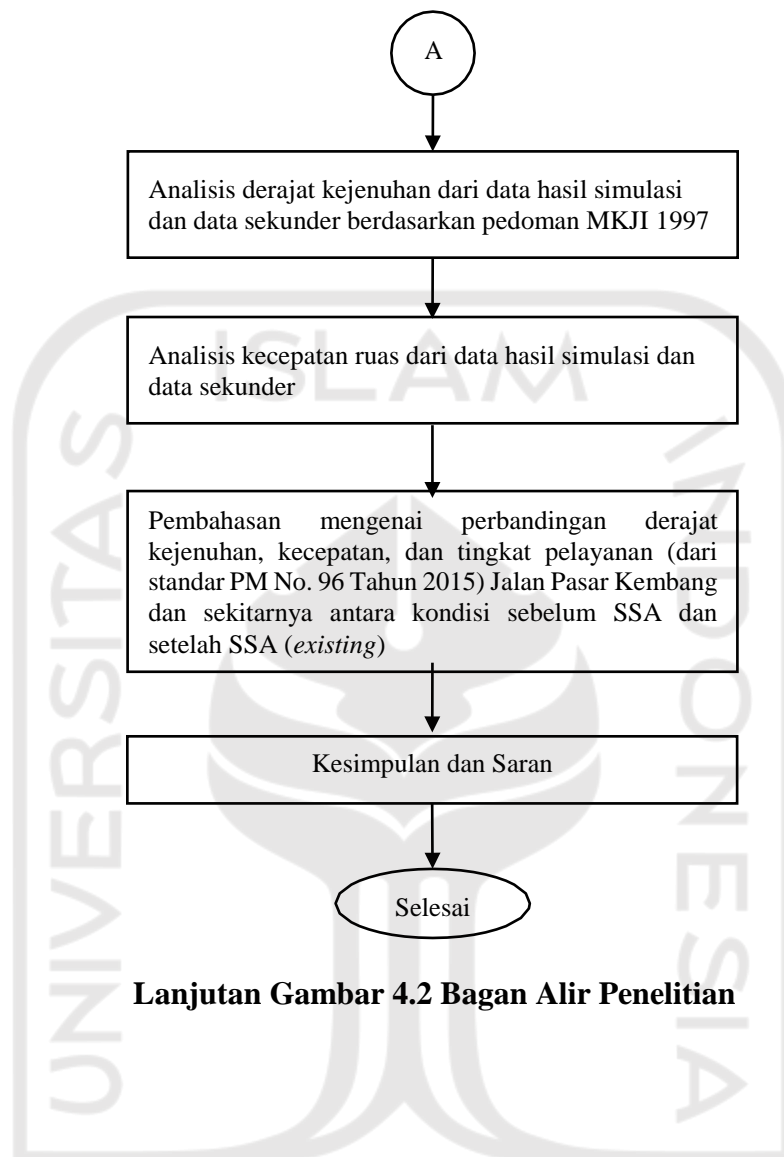 A
Analisis derajat kejenuhan dari data hasil simulasi
dan data sekunder berdasarkan pedoman MKJI 1997
Analisis kecepatan ruas dari data hasil simulasi dan
data sekunder
Pembahasan mengenai perbandingan derajat
kejenuhan, kecepatan, dan tingkat pelayanan (dari
standar PM No. 96 Tahun 2015) Jalan Pasar Kembang
dan sekitarnya antara kondisi sebelum SSA dan
setelah SSA (existing)
Kesimpulan dan Saran
Selesai
Lanjutan Gambar 4.2 Bagan Alir Penelitian
UNIVERSITAS
ISLAM
INDONESIA